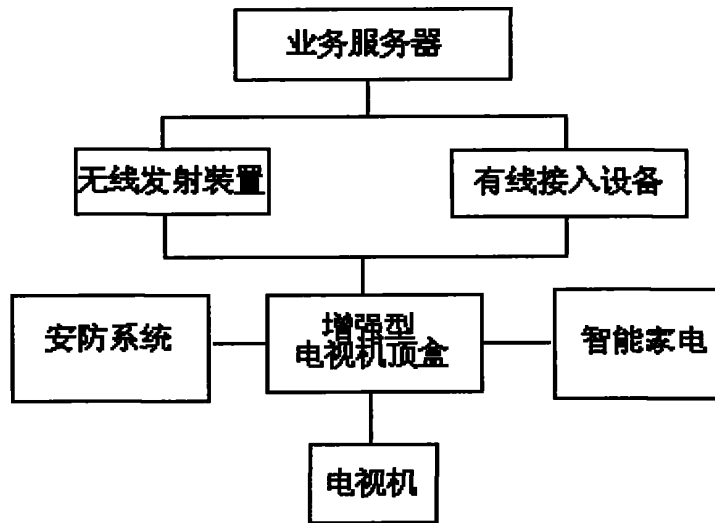 业务服务器
无线发射装置
有线接入设备
安防系统
增强型
电视机顶盒
智能家电
电视机